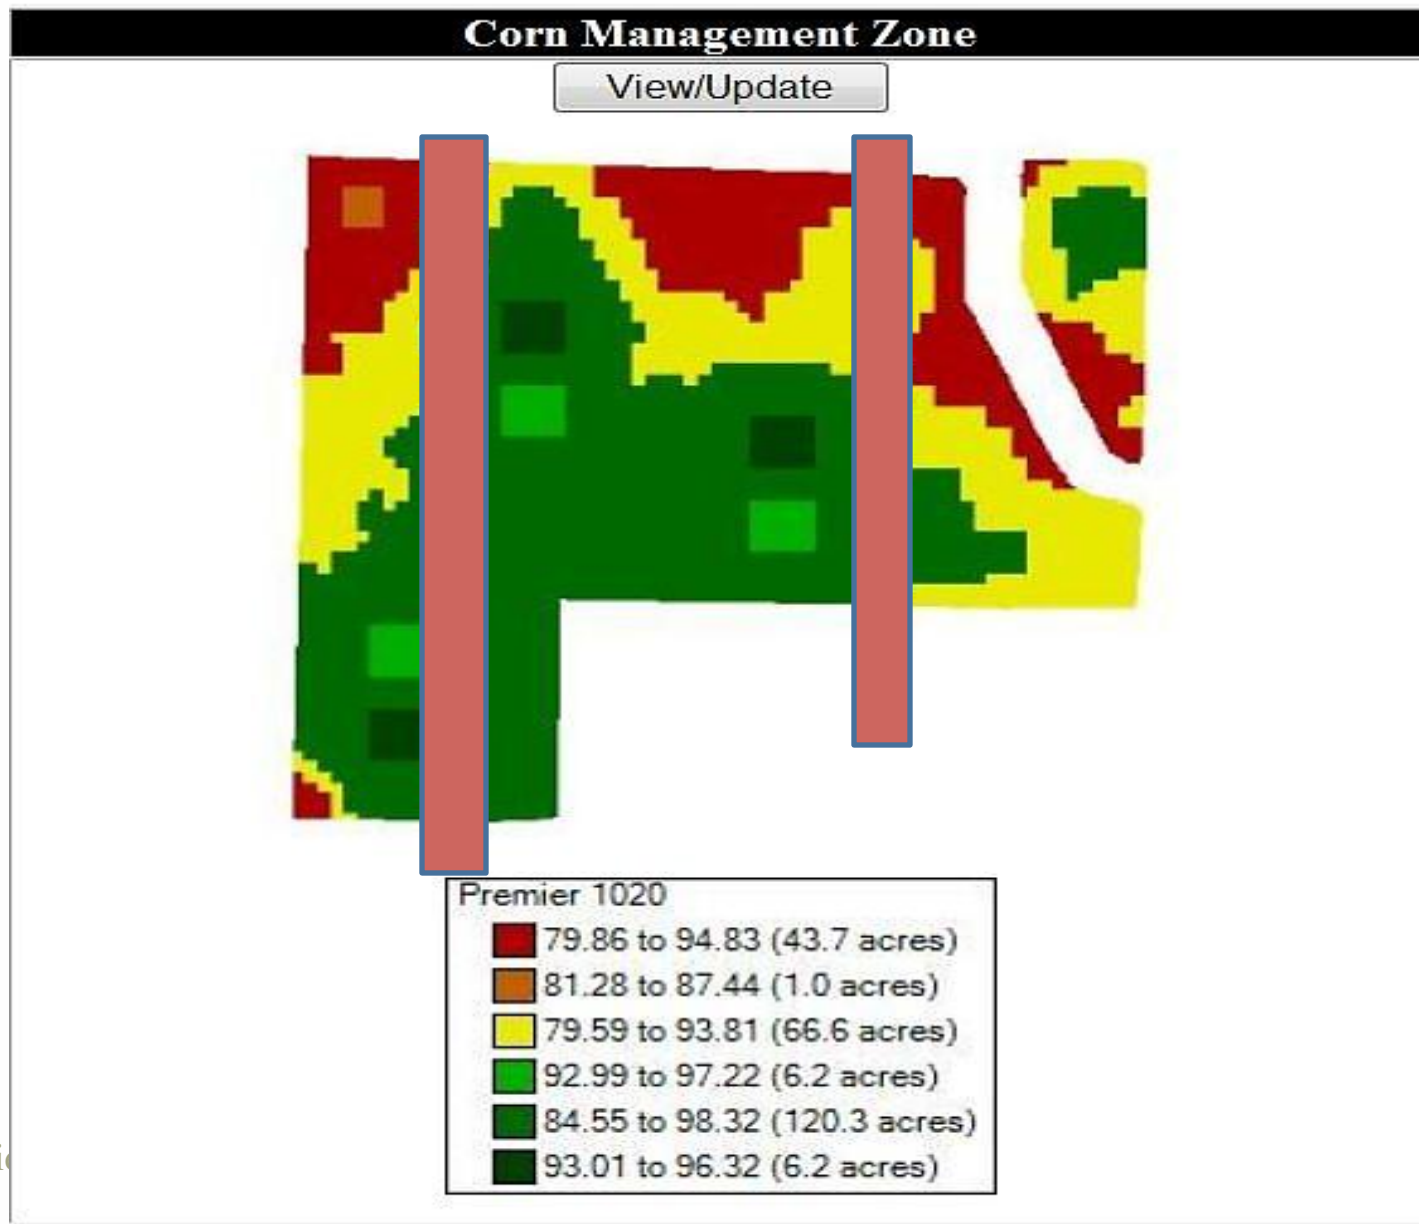 Corn Management Zone
View/Update
Premier 1020
79.86 to 94.83 (43.7 acres)
81.28 to 87.44 (1.0 acres)
79.59 to 93.81 (66.6 acres)
92.99 to 97.22 (6.2 acres)
84.55 to 98.32 (120.3 acres)
93.01 to 96.32 (6.2 acres)